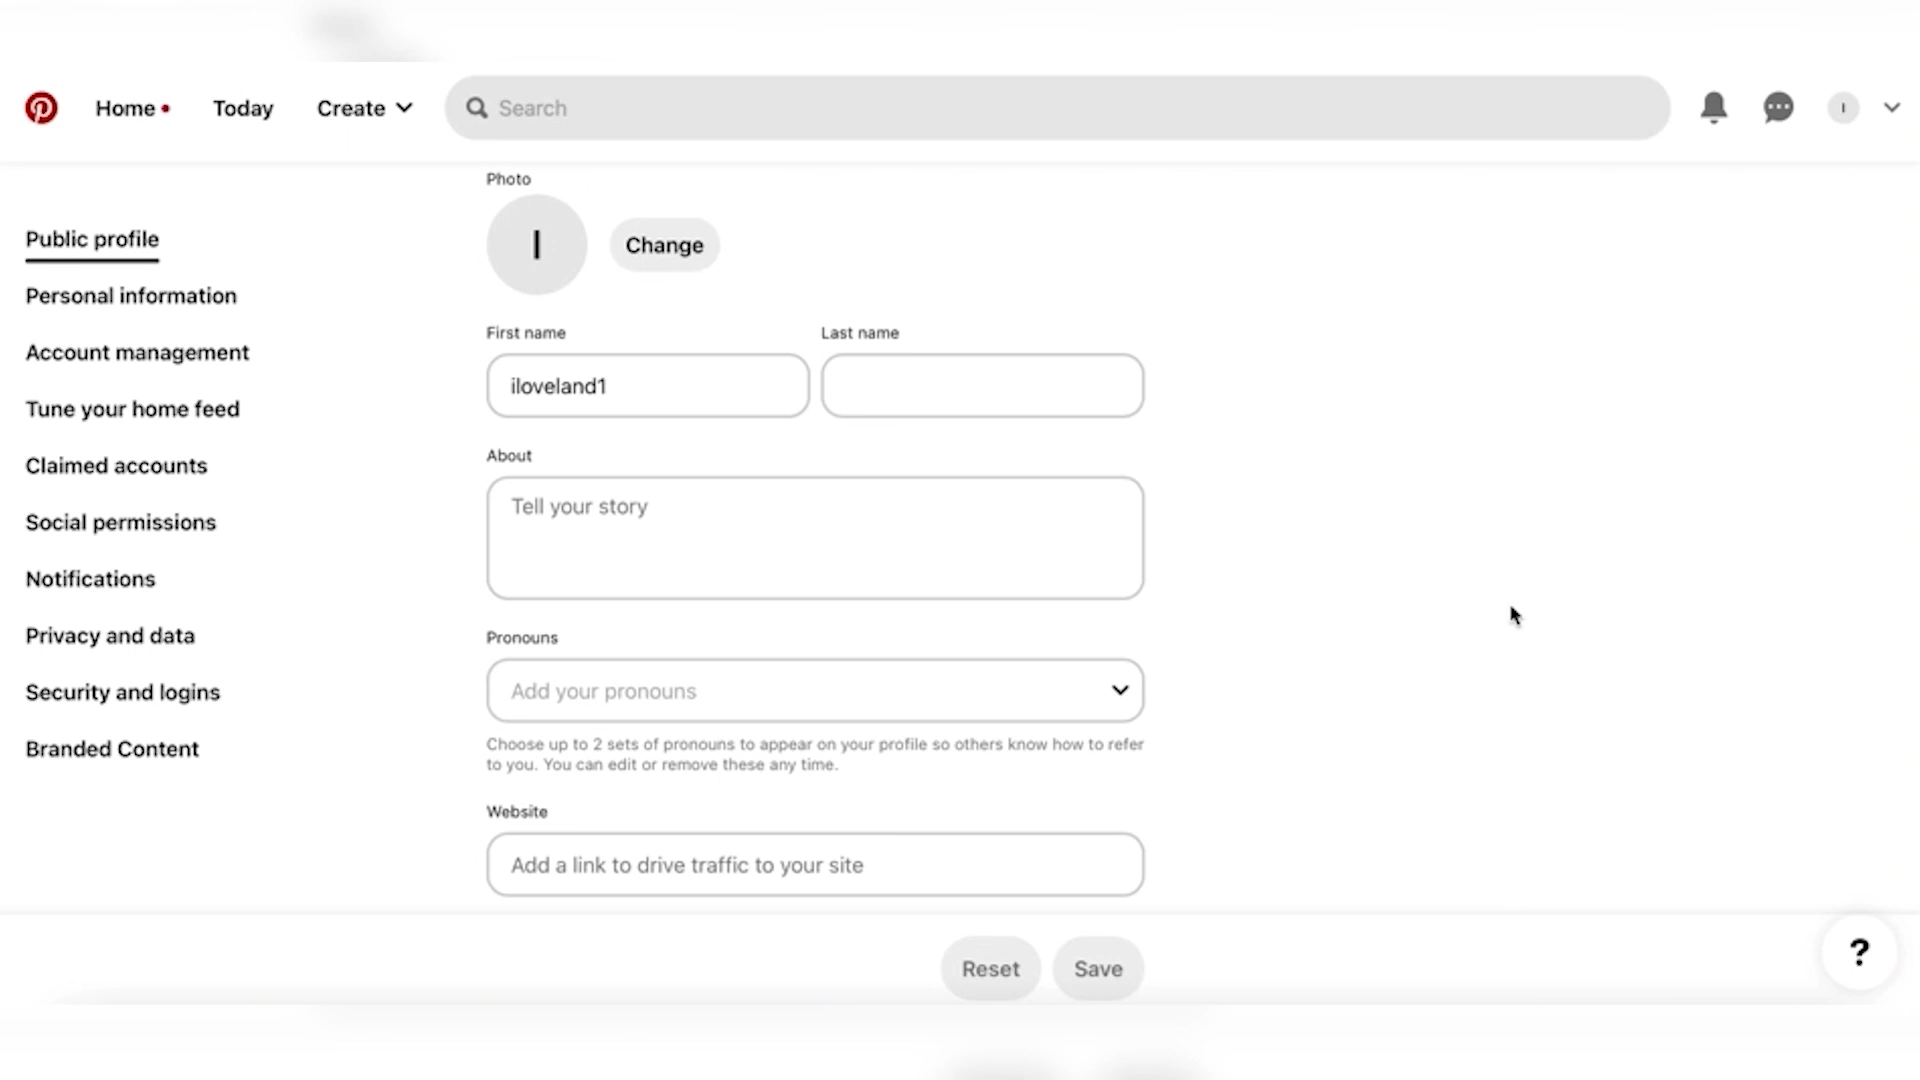 Home
Today
Create
Search
Photo
I
Change
I
Public profile
Personal information
Account management
Tune your home feed
Claimed accounts
Social permissions
Notifications
Privacy and data
Security and logins
Branded Content
First name
Last name
iloveland1
About
Tell your story
Pronouns
Add your pronouns
Choose up to 2 sets of pronouns to appear on your profile so others know how to refer
to you. You can edit or remove these any time.
Website
Add a link to drive traffic to your site
Reset
Save
?